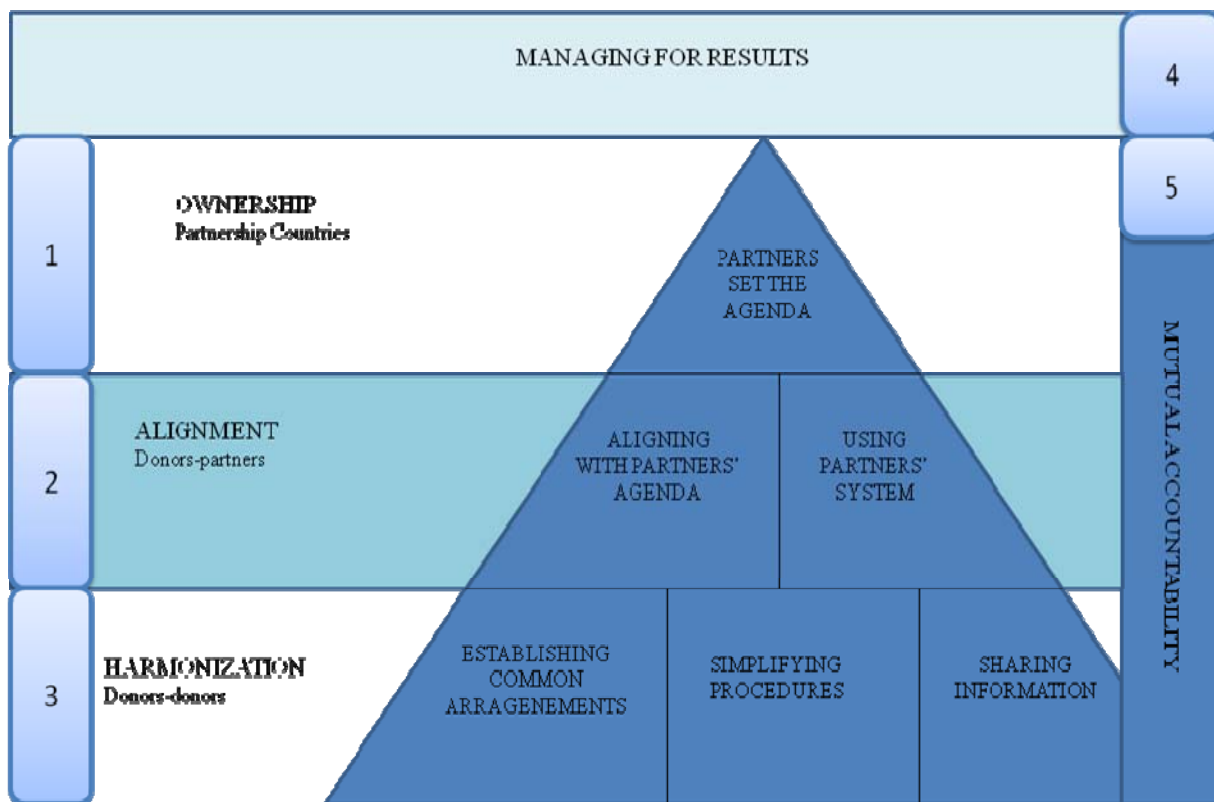 MANAGING FOR RESULTS
4
1
OWNERSHIP
Partnership Countries
PARTNERS
SET THE
AGENDA
5
MUTUAL ACCOUNTABILITY
2
ALIGNMENT
Donors-partners
ALIGNING
WITH PARTNERS'
AGENDA
USING
PARTNERS'
SYSTEM
3
HARMONIZATION
Donors-donors
ESTABLISHING
COMMON
ARRAGENEMENTS
SIMPLIFYING
PROCEDURES
SHARING
INFORMATION